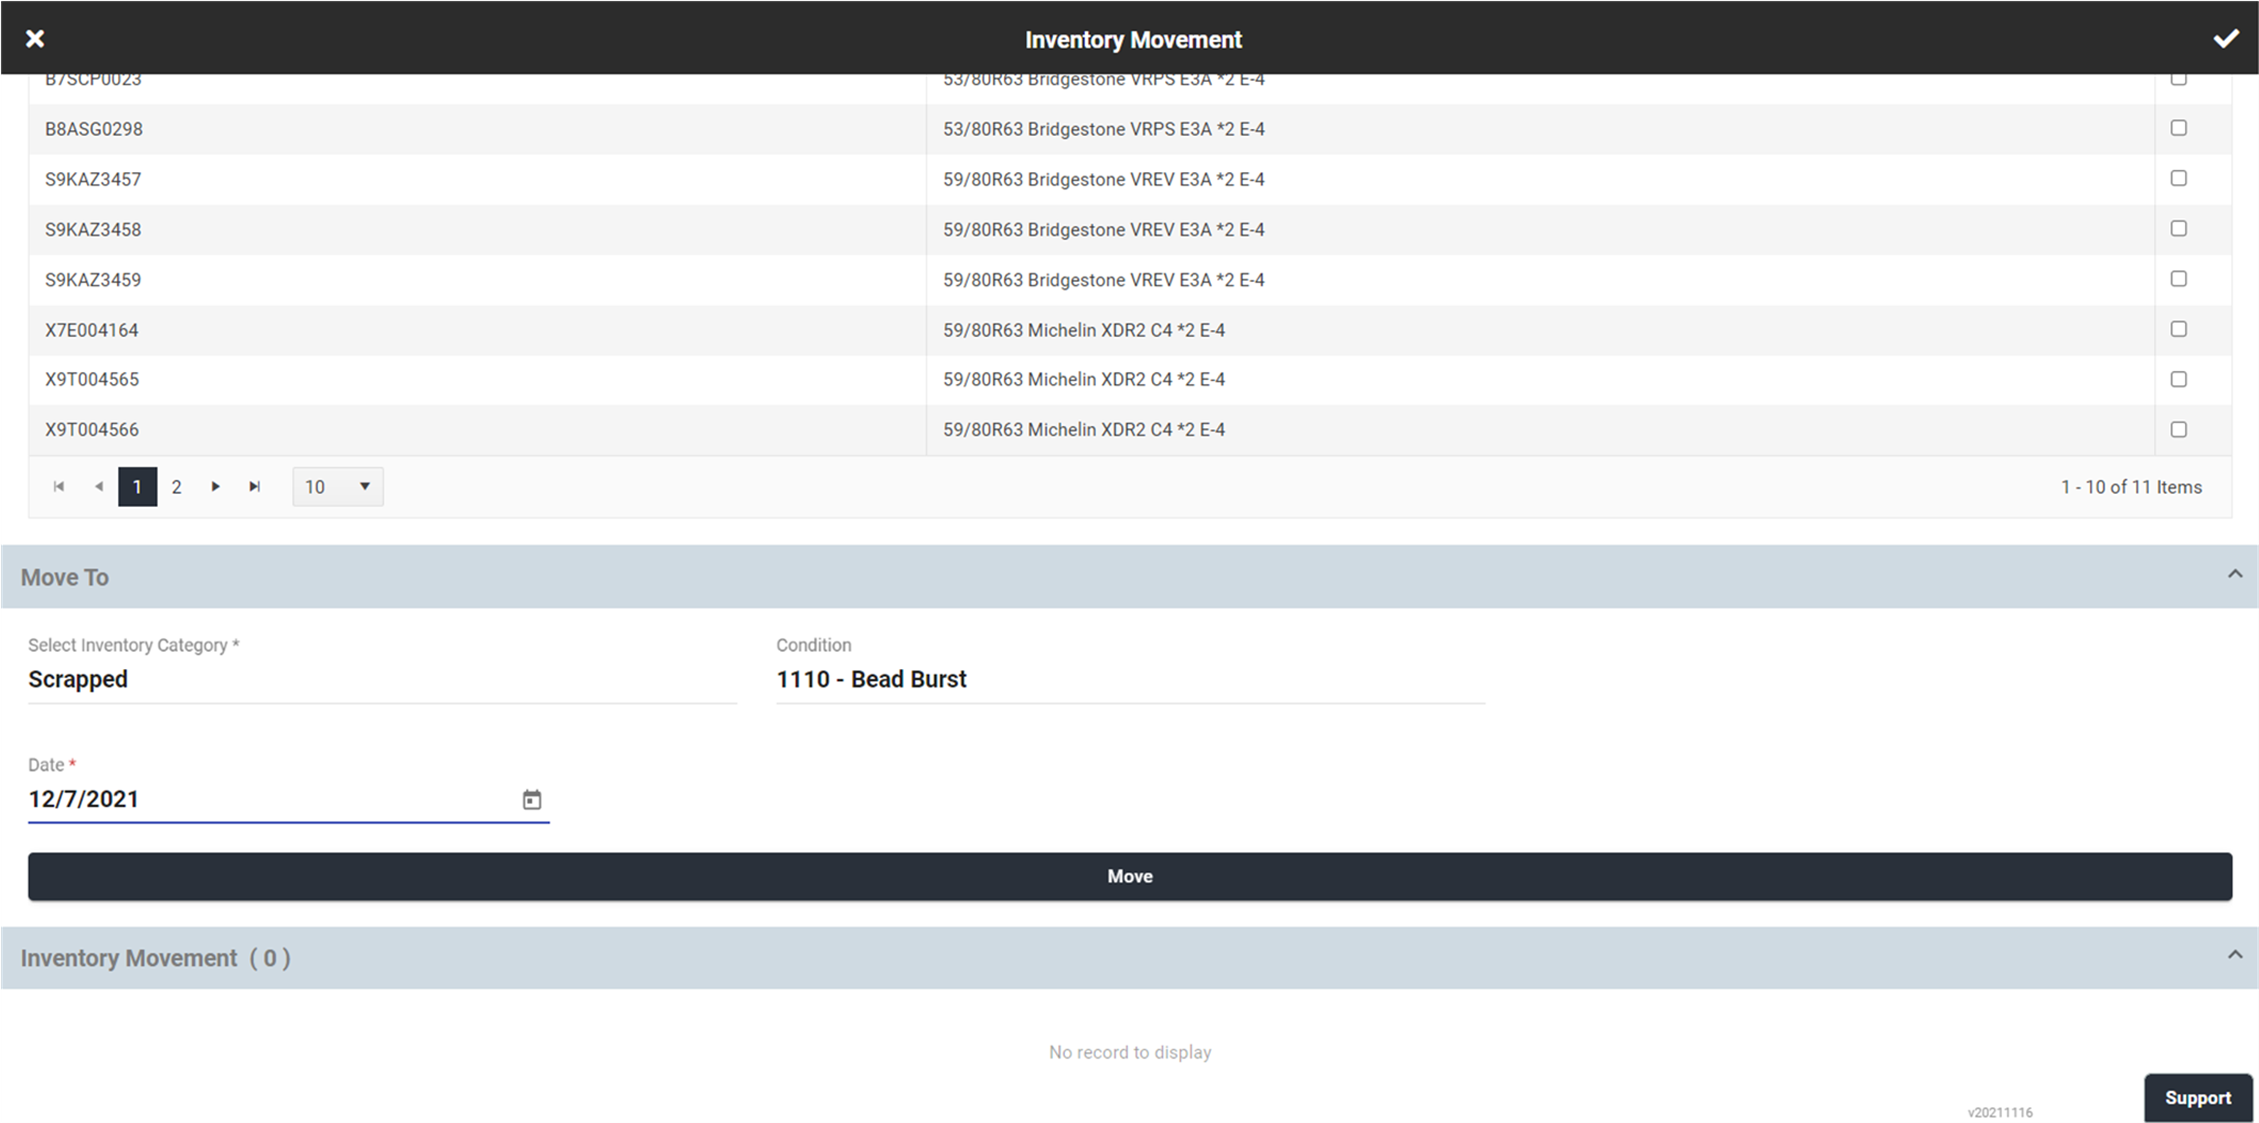 Inventory Movement
B7SCP0023 53/80R63 Bridgestone VRPS E3A *2 E-4
B8ASG0298 53/80R63 Bridgestone VRPS E3A *2 E-4
S9KAZ3457 59/80R63 Bridgestone VREV E3A *2 E-4
S9KAZ3458 59/80R63 Bridgestone VREV E3A *2 E-4
S9KAZ3459 59/80R63 Bridgestone VREV E3A *2 E-4
X7E004164 59/80R63 Michelin XDR2 C4 *2 E-4
X9T004565 59/80R63 Michelin XDR2 C4 *2 E-4
X9T004566 59/80R63 Michelin XDR2 C4 *2 E-4
1 2 10 1 - 10 of 11 Items
Move To
Select Inventory Category * Condition
Scrapped 1110 - Bead Burst
Date *
12/7/2021
Move
Inventory Movement ( 0 )
No record to display
Support
v20211116